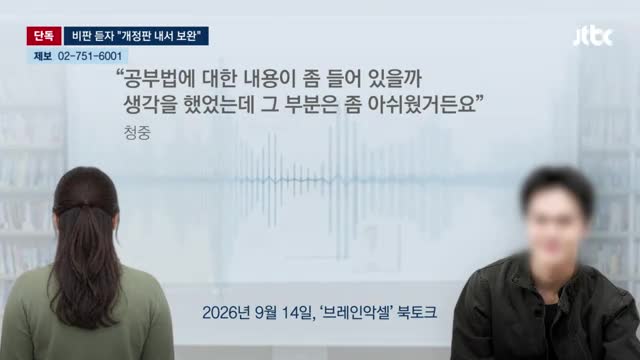 단독 비판 듣자 "개정판 내서 보완"
jtbc
제보 02-751-6001
“공부법에 대한 내용이 좀 들어 있을까
생각을 했었는데 그 부분은 좀 아쉬웠거든요”
청중
2026년 9월 14일, ‘브레인악셀’ 북토크